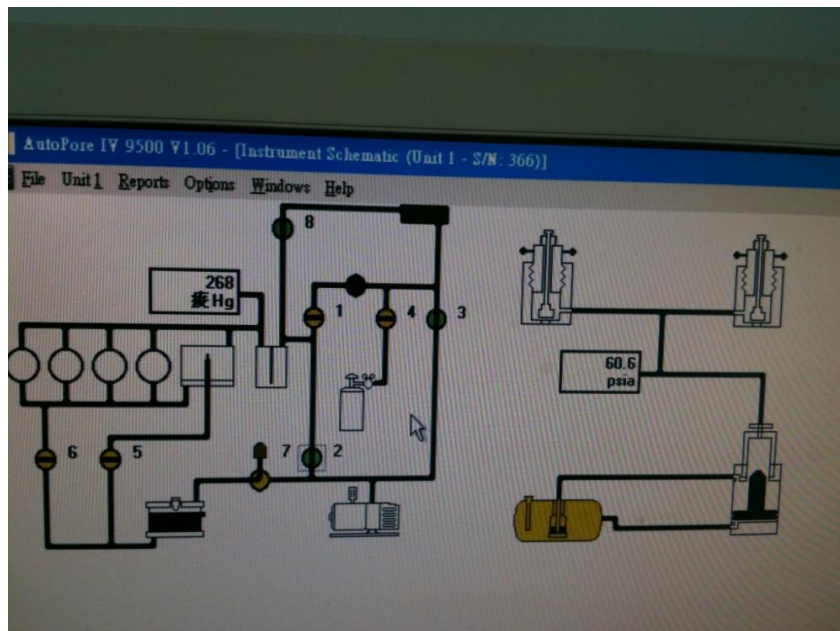 AutoPore IV 9500 V1.06 - [Instrument Schematic (Unit 1 - S/N: 366)]
File Unit 1 Reports Options Windows Help
8
268
Hg
1
4
3
60.6
psia
6
5
7
2